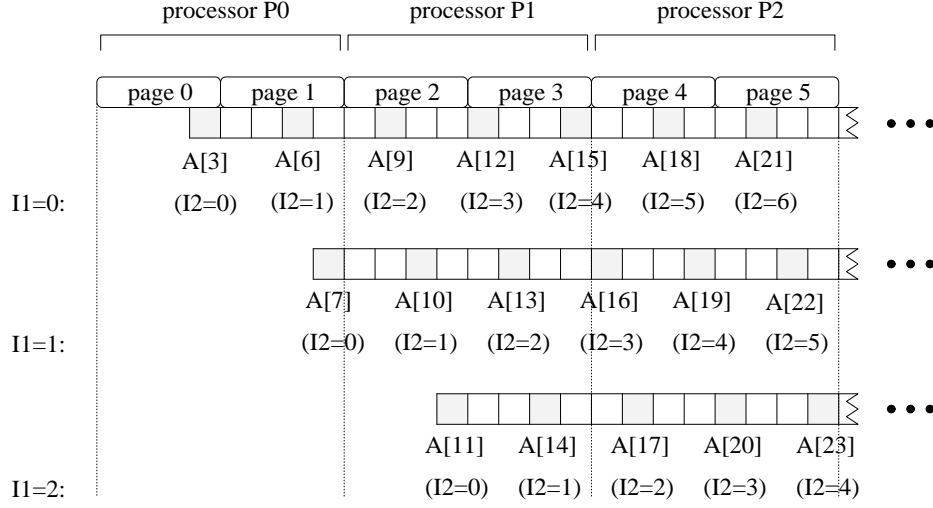 processor P0 processor P1 processor P2
page 0 page 1 page 2 page 3 page 4 page 5
A[3] A[6] A[9] A[12] A[15] A[18] A[21]
I1=0: (I2=0) (I2=1) (I2=2) (I2=3) (I2=4) (I2=5) (I2=6)
A[7] A[10] A[13] A[16] A[19] A[22]
I1=1: (I2=0) (I2=1) (I2=2) (I2=3) (I2=4) (I2=5)
A[11] A[14] A[17] A[20] A[23]
I1=2: (I2=0) (I2=1) (I2=2) (I2=3) (I2=4)